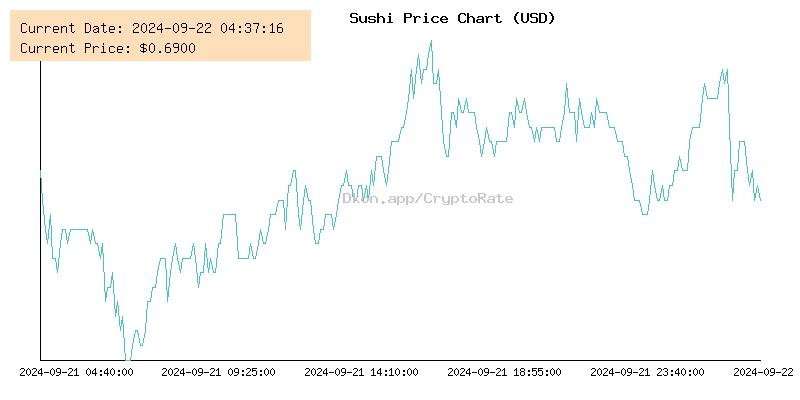 Sushi Price Chart (USD)
Current Date: 2024-09-22 04:37:16
Current Price: $0.6900
Dkon.app/CryptoRate
2024-09-21 04:40:00
2024-09-21 09:25:00
2024-09-21 14:10:00
2024-09-21 18:55:00
2024-09-21 23:40:00
2024-09-22